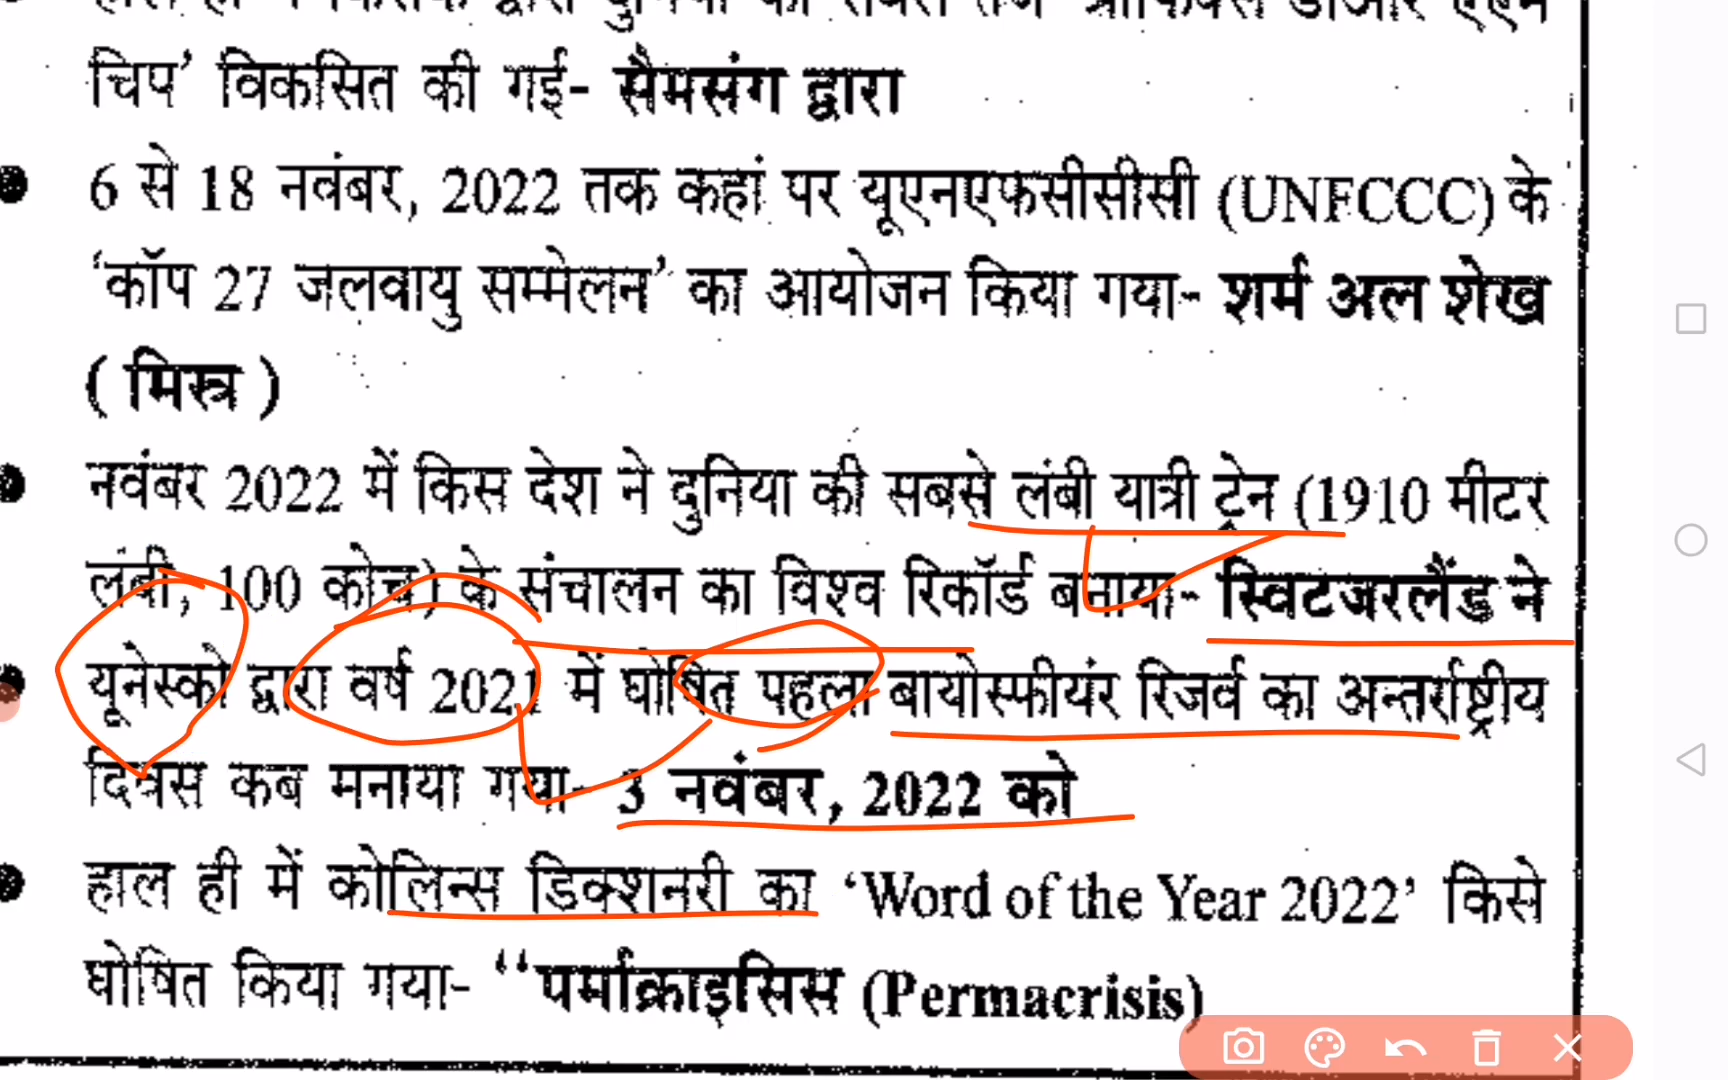 चिप’ विकसित की गई- सैमसंग द्वारा
6 से 18 नवंबर, 2022 तक कहां पर यूएनएफसीसीसी (UNFCCC) के
‘कॉप 27 जलवायु सम्मेलन’ का आयोजन किया गया- शर्म अल शेख
( मिस्त्र )
नवंबर 2022 में किस देश ने दुनिया की सबसे लंबी यात्री ट्रेन (1910 मीटर
लंबी, 100 कोच) के संचालन का विश्व रिकॉर्ड बनाया- स्विटजरलैंड ने
यूनेस्को द्वारा वर्ष 2021 में घोषित पहला बायोस्फीयर रिजर्व का अन्तर्राष्ट्रीय
दिवस कब मनाया गया- 3 नवंबर, 2022 को
हाल ही में कोलिन्स डिक्शनरी का ‘Word of the Year 2022’ किसे
घोषित किया गया- “पर्माक्राइसिस (Permacrisis)